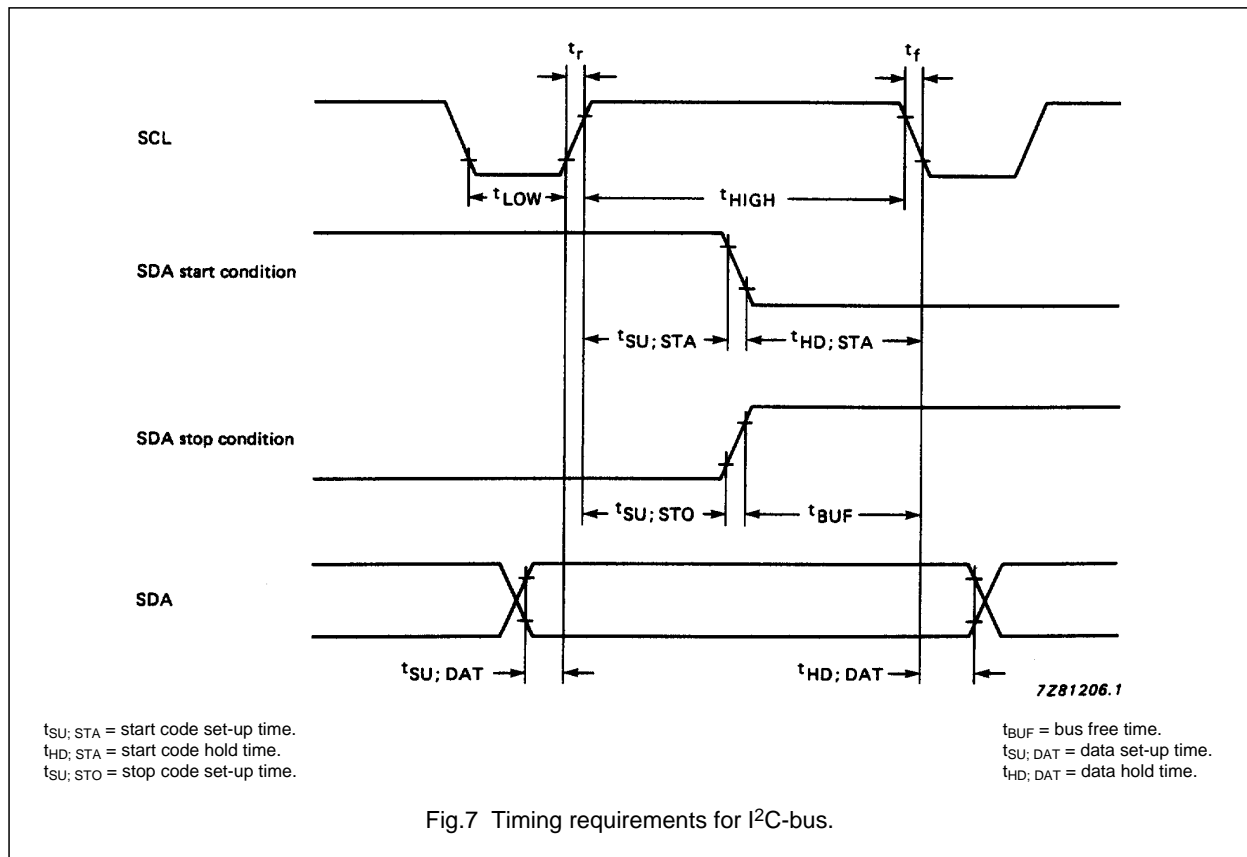 tr
tf
SCL
tLOW
tHIGH
SDA start condition
tSU; STA
tHD; STA
SDA stop condition
tSU; STO
tBUF
SDA
tSU; DAT
tHD; DAT
7Z81206.1
tSU; STA = start code set-up time.
tHD; STA = start code hold time.
tSU; STO = stop code set-up time.
tBUF = bus free time.
tSU; DAT = data set-up time.
tHD; DAT = data hold time.
Fig.7 Timing requirements for I²C-bus.